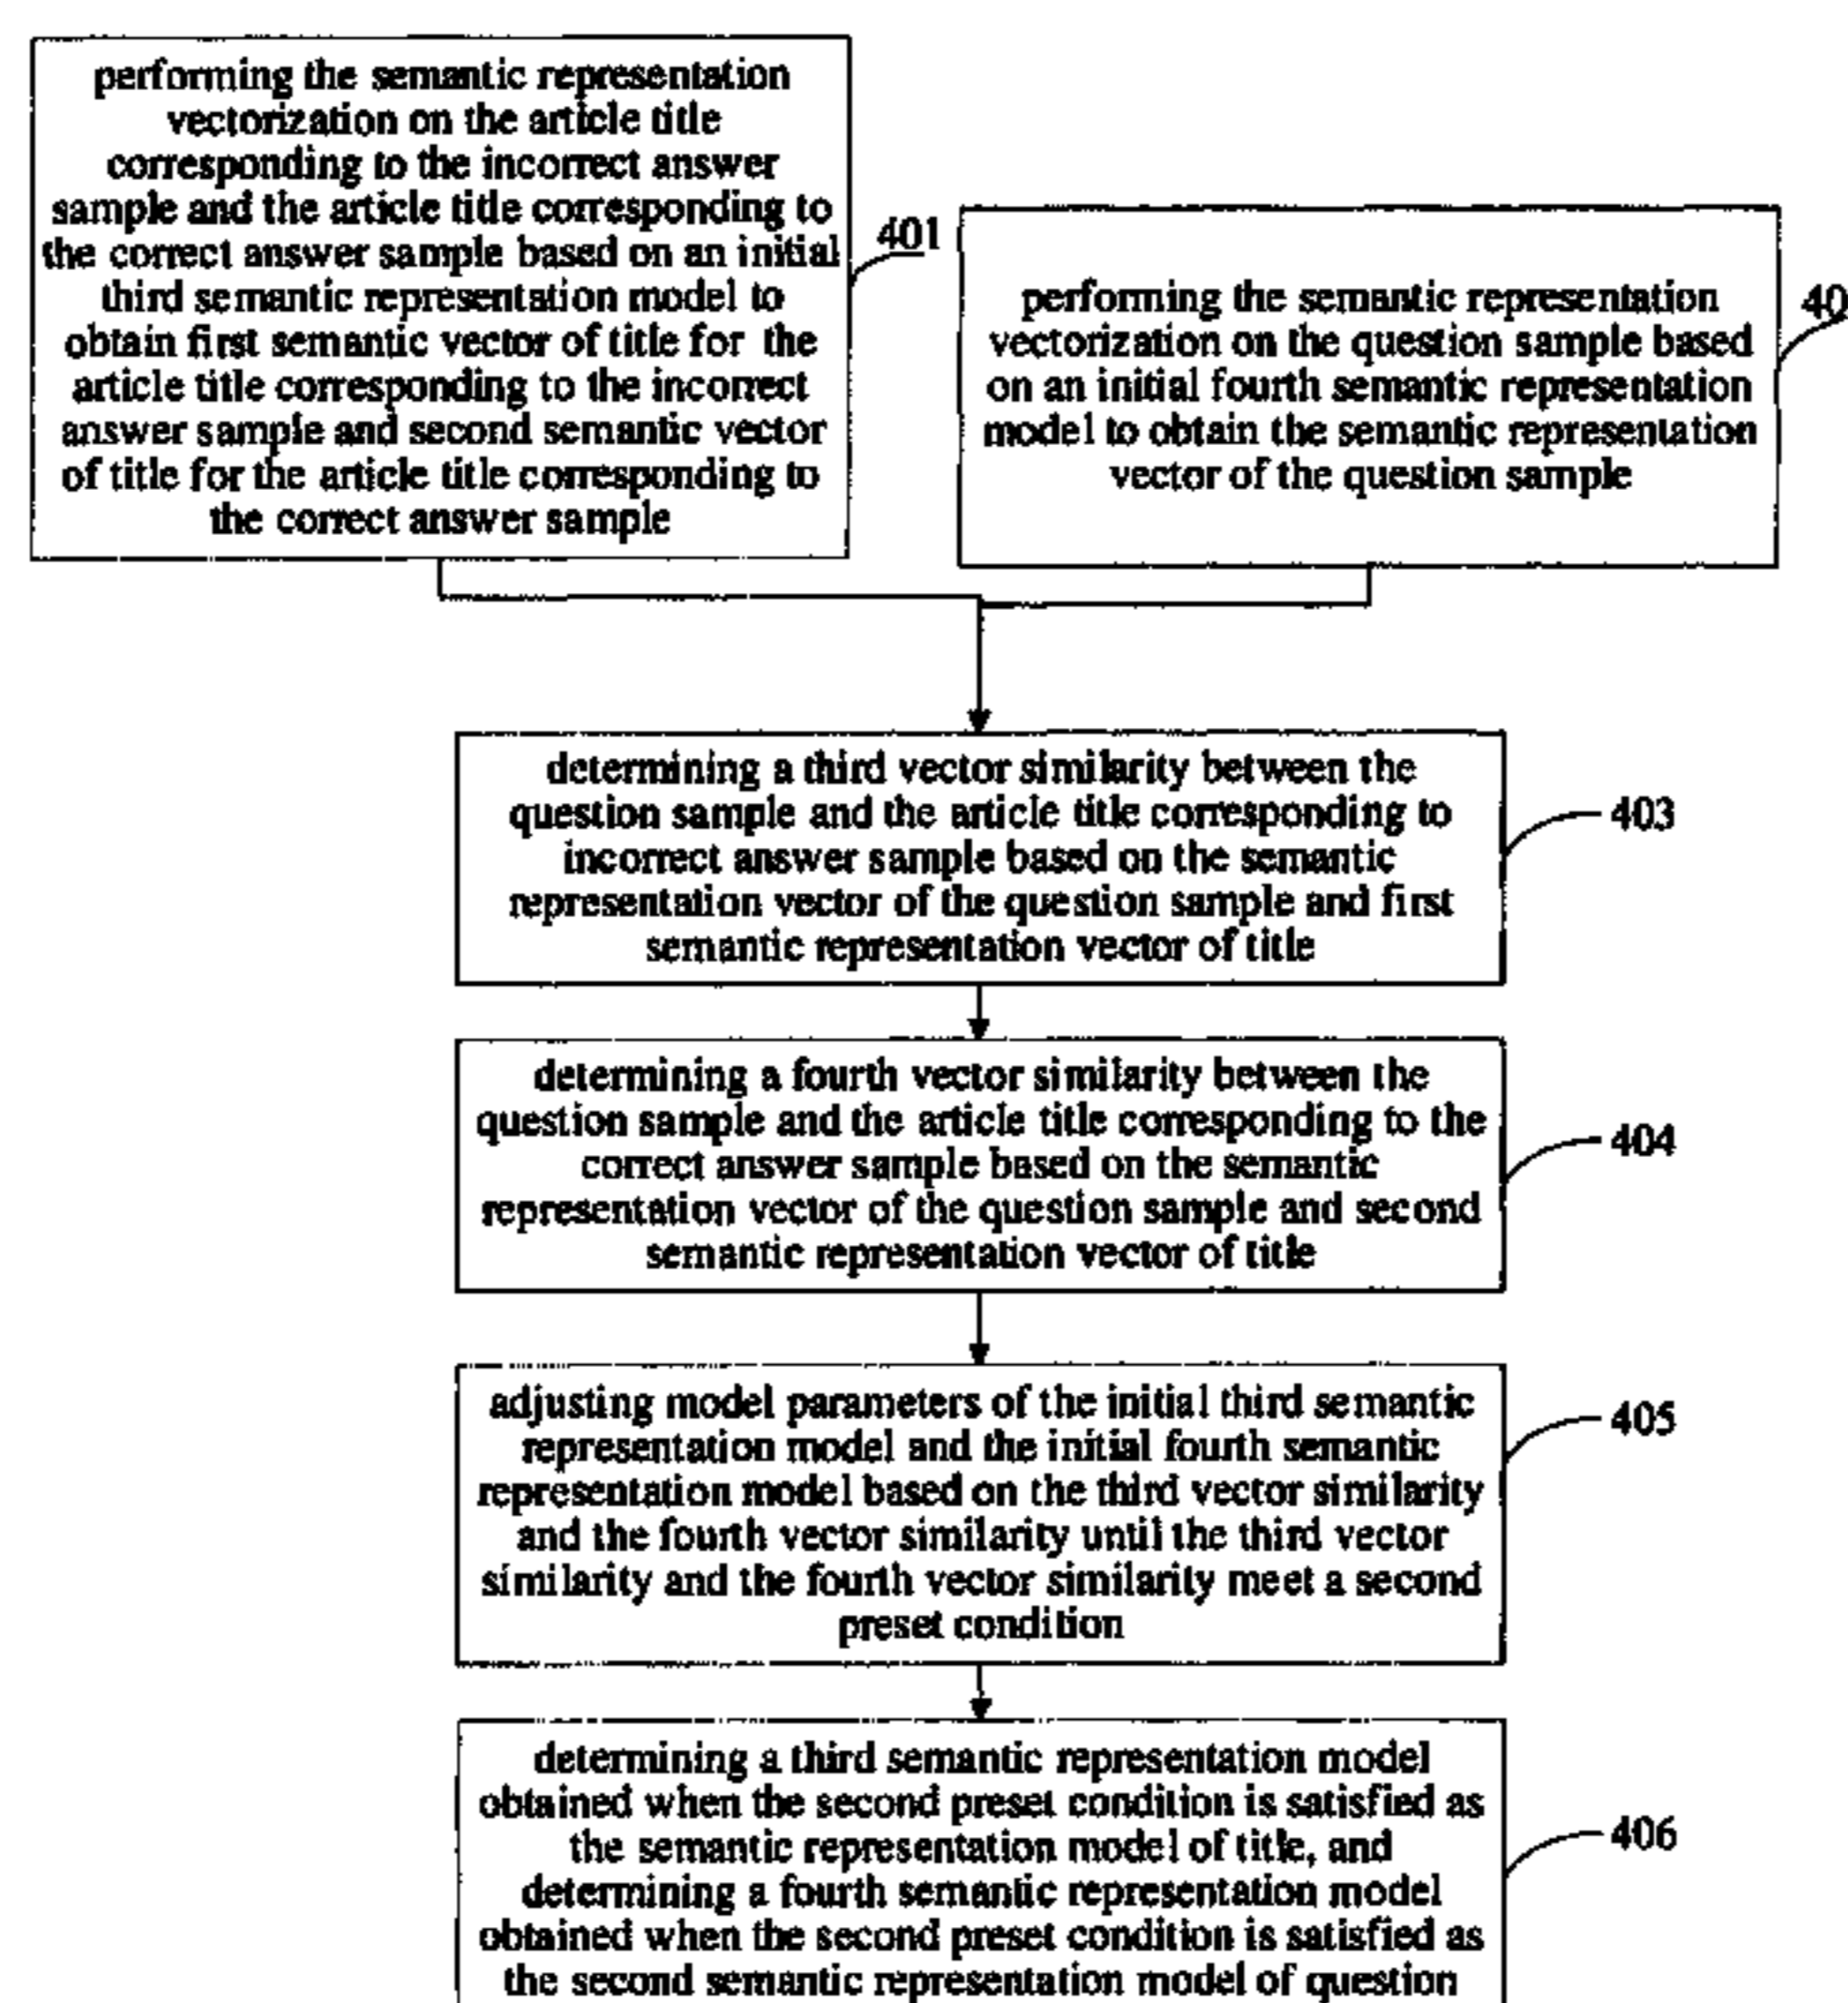 performing the semantic representation
vectorization on the article title
corresponding to the incorrect answer
sample and the article title corresponding to
the correct answer sample based on an initial
third semantic representation model to
obtain first semantic vector of title for the
article title corresponding to the incorrect
answer sample and second semantic vector
of title for the article title corresponding to
the correct answer sample
401
performing the semantic representation
vectorization on the question sample based
on an initial fourth semantic representation
model to obtain the semantic representation
vector of the question sample
40
determining a third vector similarity between the
question sample and the article title corresponding to
incorrect answer sample based on the semantic
representation vector of the question sample and first
semantic representation vector of title
403
determining a fourth vector similarity between the
question sample and the article title corresponding to the
correct answer sample based on the semantic
representation vector of the question sample and second
semantic representation vector of title
404
adjusting model parameters of the initial third semantic
representation model and the initial fourth semantic
representation model based on the third vector similarity
and the fourth vector similarity until the third vector
similarity and the fourth vector similarity meet a second
preset condition
405
determining a third semantic representation model
obtained when the second preset condition is satisfied as
the semantic representation model of title, and
determining a fourth semantic representation model
obtained when the second preset condition is satisfied as
the second semantic representation model of question
406